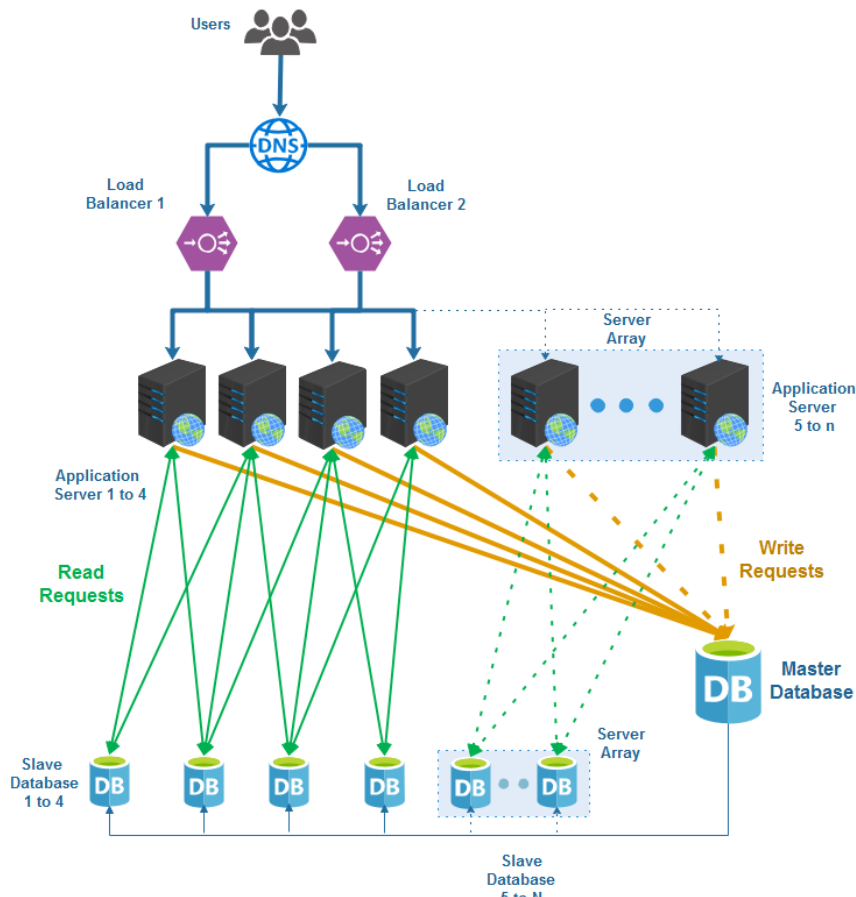 Users
DNS
Load
Balancer 1
Load
Balancer 2
Server
Array
Application
Server
5 to n
Application
Server 1 to 4
Read
Requests
Write
Requests
DB
Master
Database
Server
Array
Slave
Database
1 to 4
DB
DB
DB
DB
DB
DB
Slave
Database
5 to N